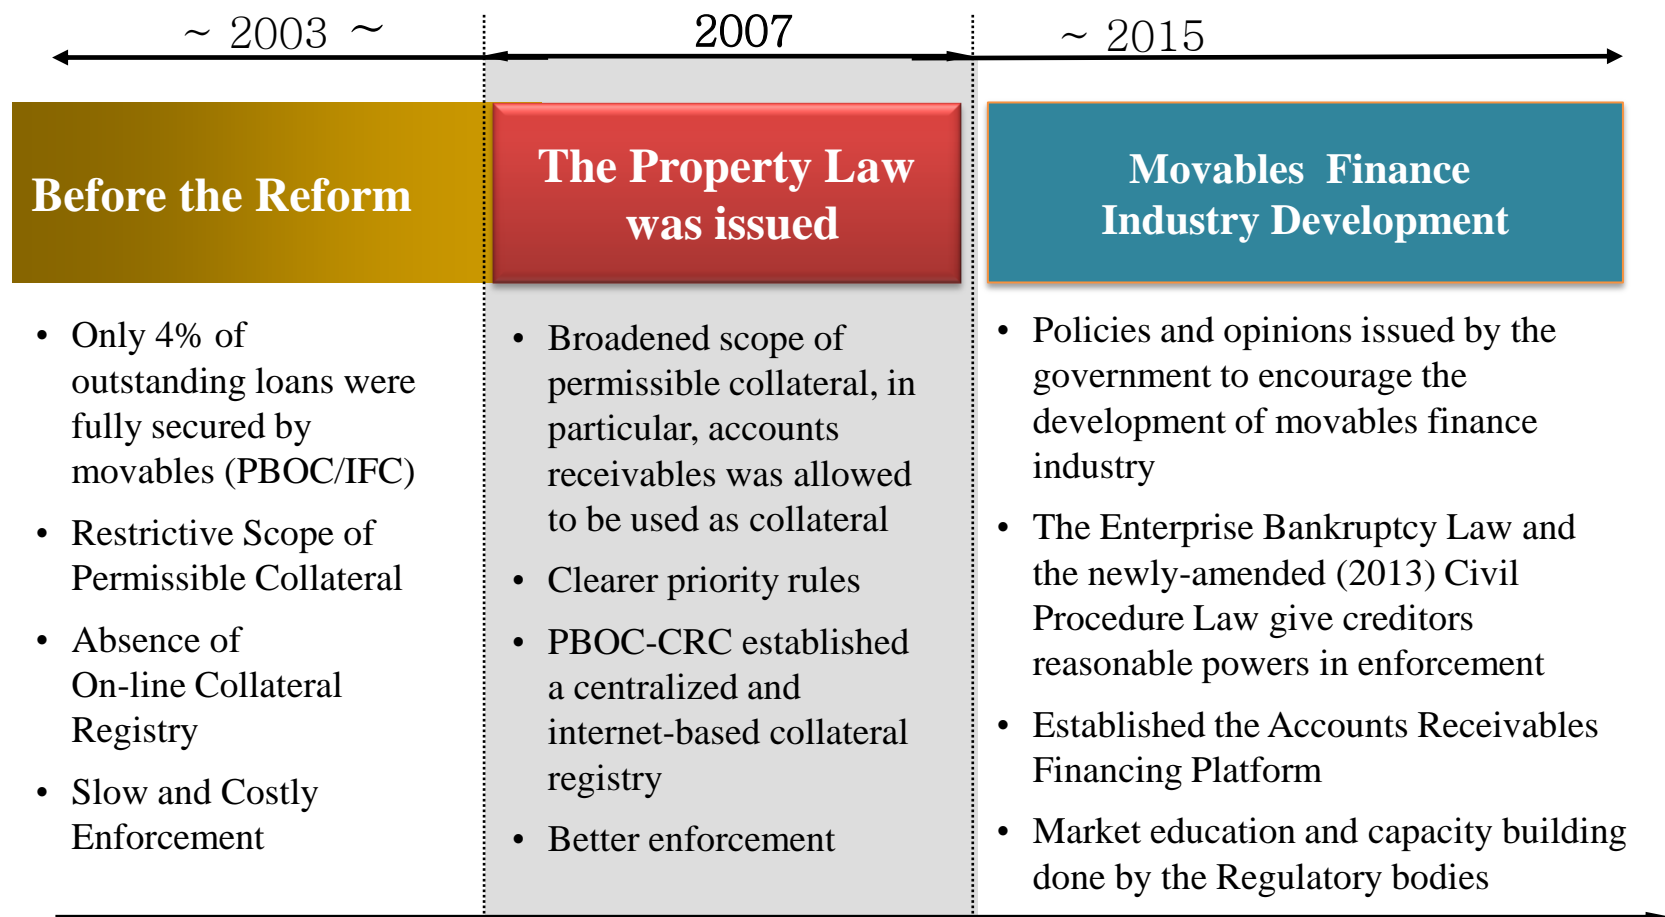 ~ 2003 ~
2007
~ 2015
Before the Reform
The Property Law
was issued
Movables Finance
Industry Development
• Only 4% of
outstanding loans were
fully secured by
movables (PBOC/IFC)
• Restrictive Scope of
Permissible Collateral
• Absence of
On-line Collateral
Registry
• Slow and Costly
Enforcement
• Broadened scope of
permissible collateral, in
particular, accounts
receivables was allowed
to be used as collateral
• Clearer priority rules
• PBOC-CRC established
a centralized and
internet-based collateral
registry
• Better enforcement
• Policies and opinions issued by the
government to encourage the
development of movables finance
industry
• The Enterprise Bankruptcy Law and
the newly-amended (2013) Civil
Procedure Law give creditors
reasonable powers in enforcement
• Established the Accounts Receivables
Financing Platform
• Market education and capacity building
done by the Regulatory bodies